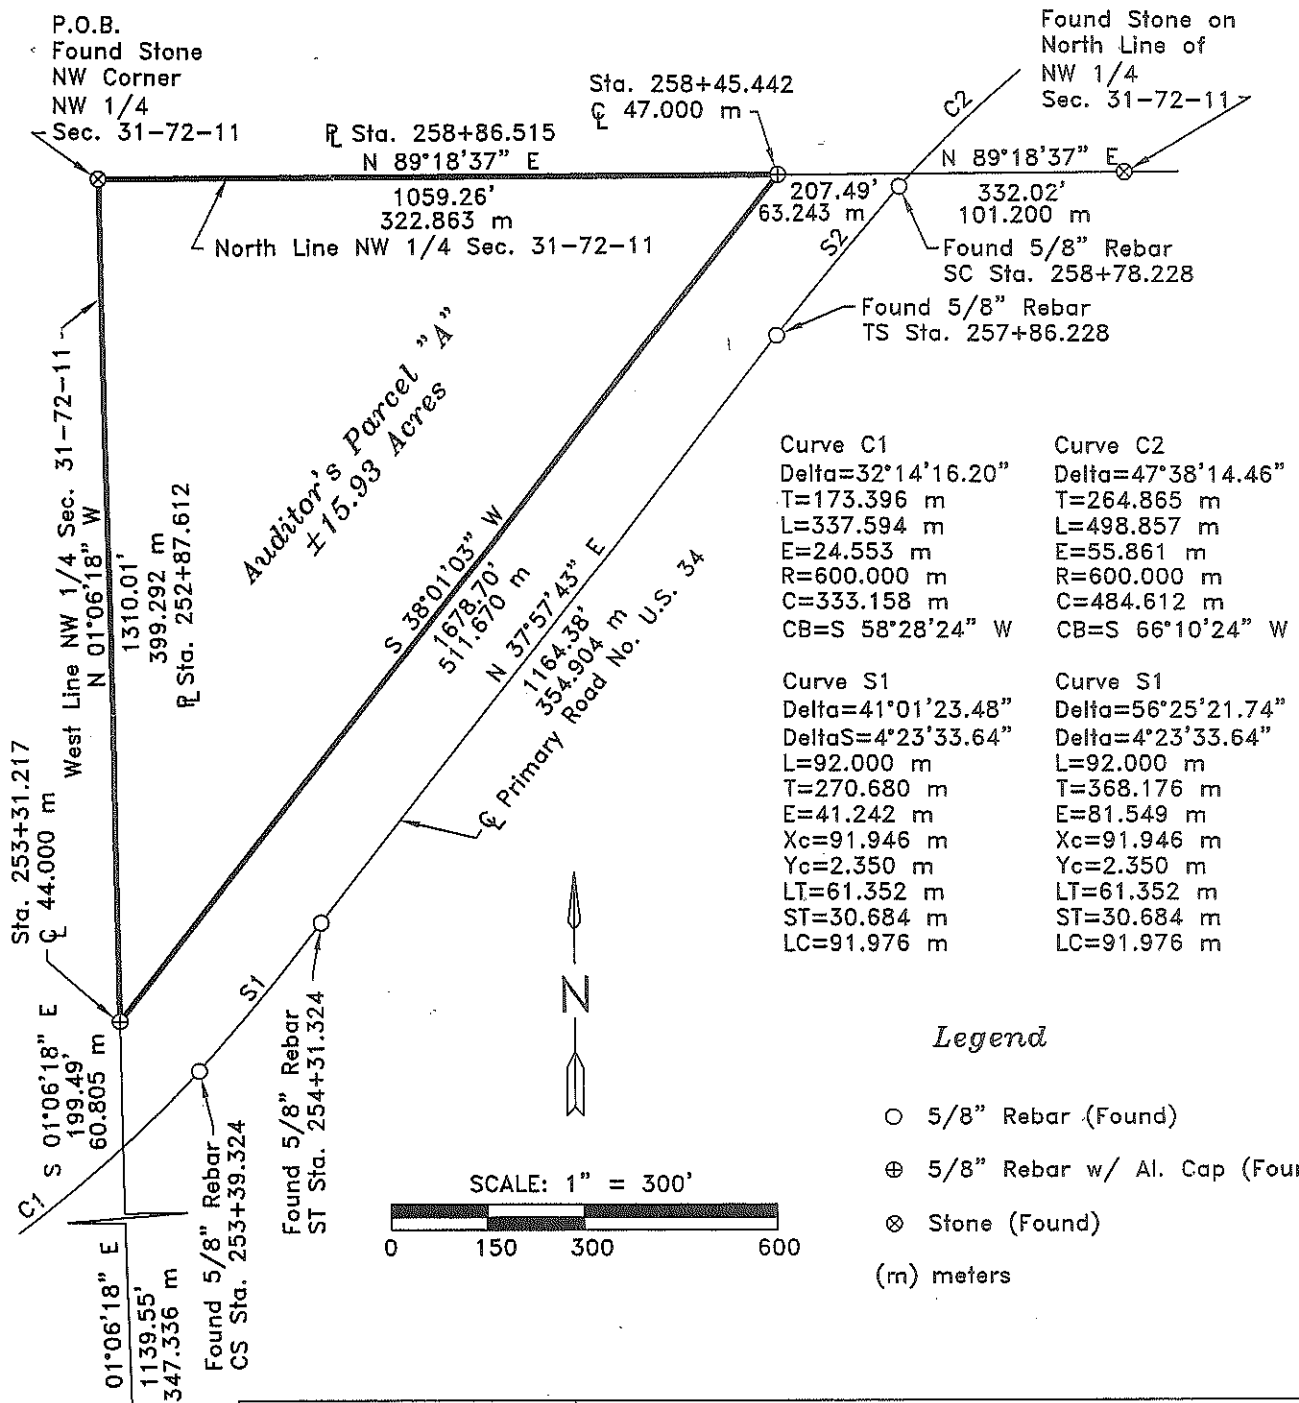 P.O.B.
Found Stone
NW Corner
NW 1/4
Sec. 31-72-11
Found Stone on
North Line of
NW 1/4
Sec. 31-72-11
Sta. 258+45.442
℄ 47.000 m
C2
PL Sta. 258+86.515
N 89°18'37" E
1059.26'
322.863 m
North Line NW 1/4 Sec. 31-72-11
207.49'
63.243 m
N 89°18'37" E
332.02'
101.200 m
S2
Found 5/8" Rebar
SC Sta. 258+78.228
Found 5/8" Rebar
TS Sta. 257+86.228
West Line NW 1/4 Sec. 31-72-11
N 01°06'18" W
1310.01'
399.292 m
PL Sta. 252+87.612
Auditor's Parcel "A"
±15.93 Acres
S 38°01'03" W
1678.70'
511.670 m
N 37°57'43" E
1164.38'
354.904 m
℄ Primary Road No. U.S. 34
Curve C1
Delta=32°14'16.20"
T=173.396 m
L=337.594 m
E=24.553 m
R=600.000 m
C=333.158 m
CB=S 58°28'24" W
Curve C2
Delta=47°38'14.46"
T=264.865 m
L=498.857 m
E=55.861 m
R=600.000 m
C=484.612 m
CB=S 66°10'24" W
Curve S1
Delta=41°01'23.48"
DeltaS=4°23'33.64"
L=92.000 m
T=270.680 m
E=41.242 m
Xc=91.946 m
Yc=2.350 m
LT=61.352 m
ST=30.684 m
LC=91.976 m
Curve S1
Delta=56°25'21.74"
Delta=4°23'33.64"
L=92.000 m
T=368.176 m
E=81.549 m
Xc=91.946 m
Yc=2.350 m
LT=61.352 m
ST=30.684 m
LC=91.976 m
Sta. 253+31.217
℄ 44.000 m
S 01°06'18" E
199.49'
60.805 m
S1
C1
Found 5/8" Rebar
CS Sta. 253+39.324
Found 5/8" Rebar
ST Sta. 254+31.324
01°06'18" E
1139.55'
347.336 m
N
SCALE: 1" = 300'
0 150 300 600
Legend
5/8" Rebar (Found)
5/8" Rebar w/ Al. Cap (Four
Stone (Found)
(m) meters